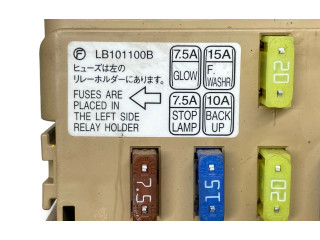 F LB101100B
ヒューズは左の
リレーホルダーにあります。
FUSES ARE
PLACED IN
THE LEFT SIDE
RELAY HOLDER
7.5A 15A
GLOW F. WASHR
7.5A 10A
STOP LAMP BACK UP
20
7.5
15
20